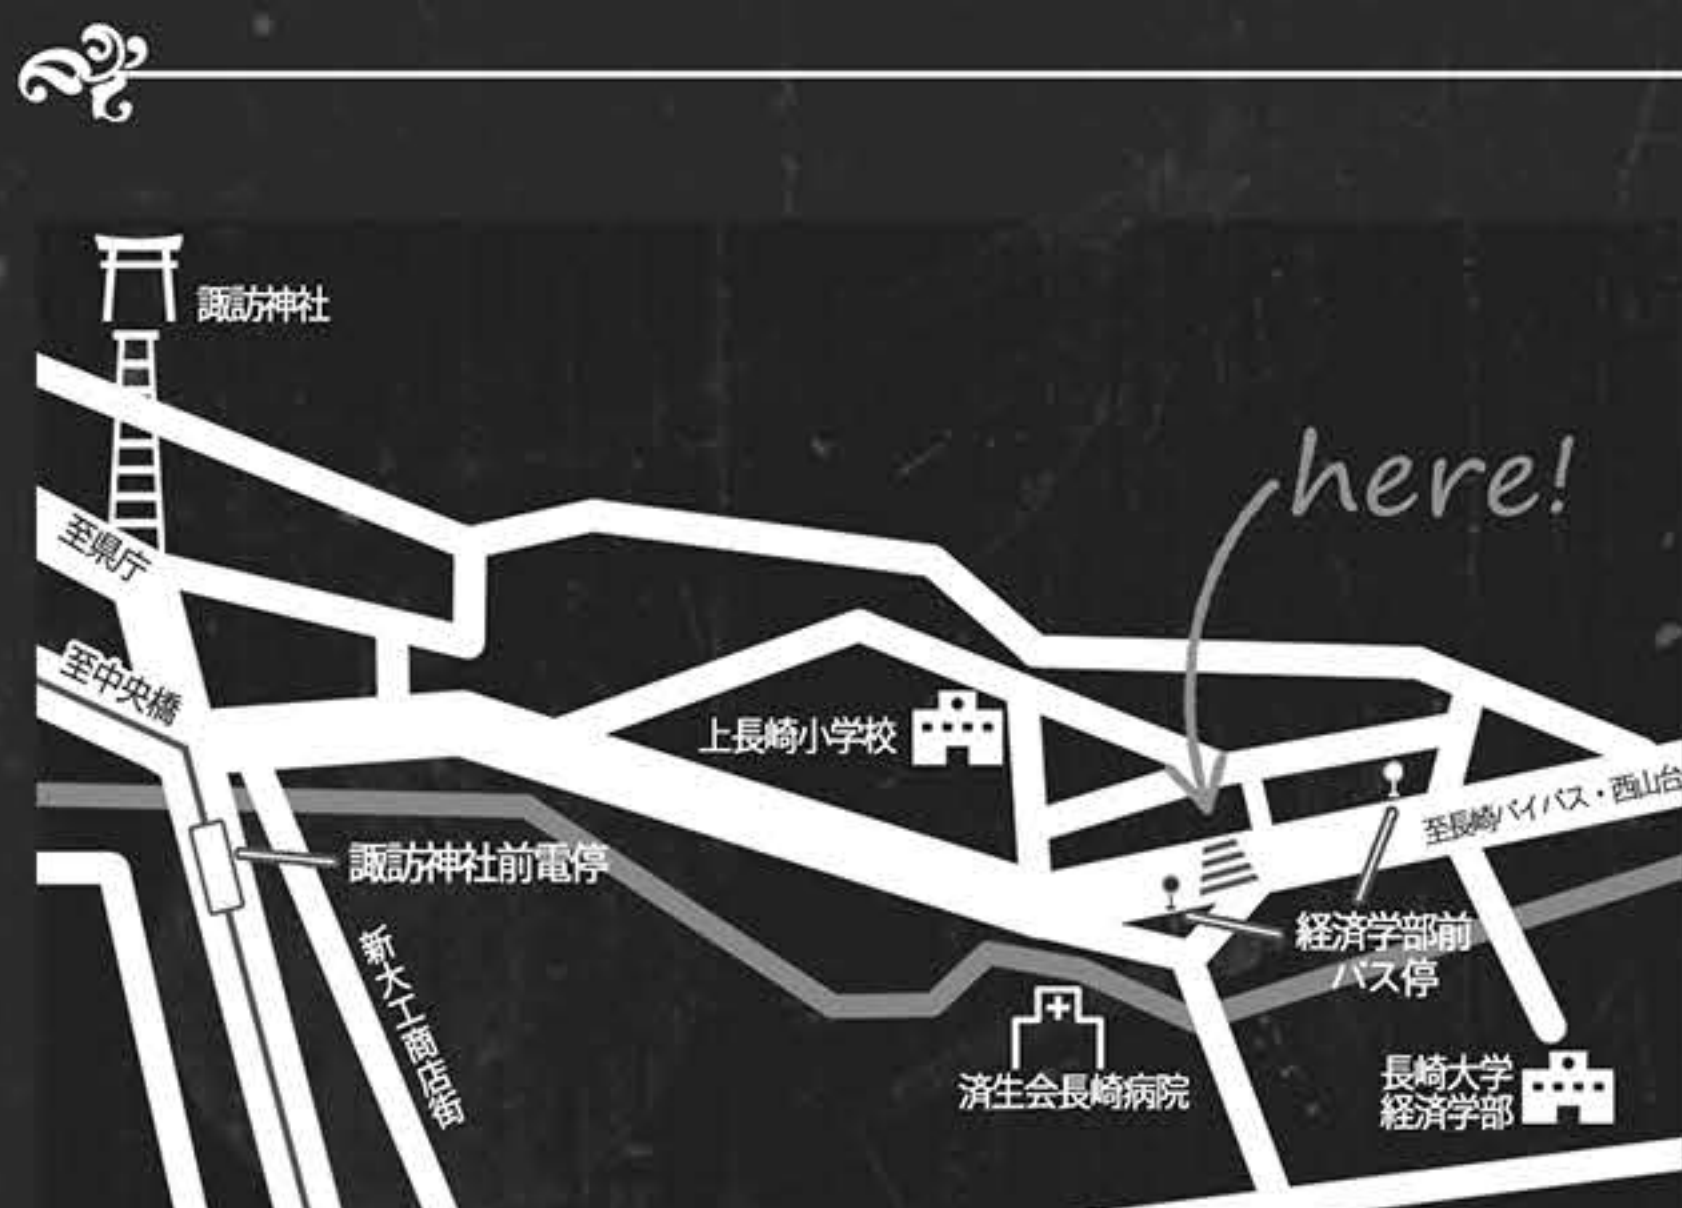 諏訪神社
here!
至県庁
至中央橋
上長崎小学校
至長崎バイパス・西山台
諏訪神社前電停
新大工商店街
経済学部前
バス停
済生会長崎病院
長崎大学
経済学部